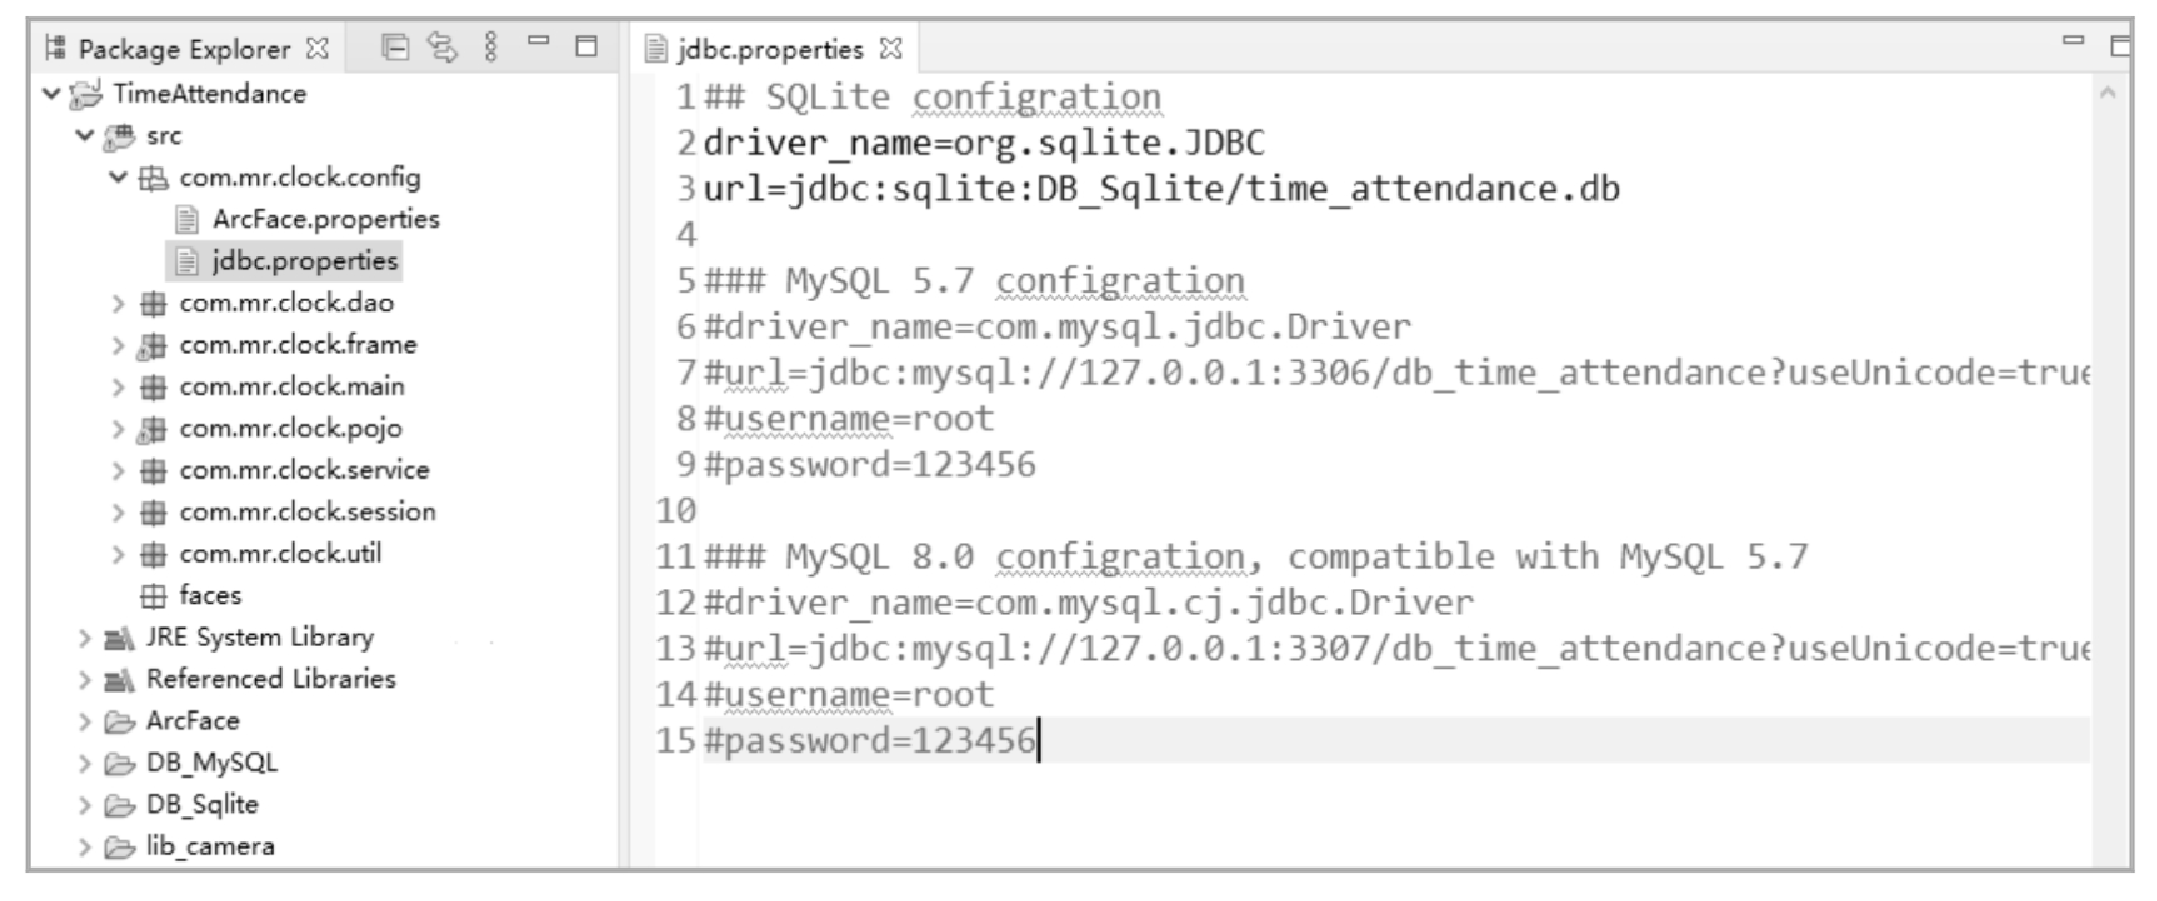 Package Explorer
TimeAttendance
src
com.mr.clock.config
ArcFace.properties
jdbc.properties
com.mr.clock.dao
com.mr.clock.frame
com.mr.clock.main
com.mr.clock.pojo
com.mr.clock.service
com.mr.clock.session
com.mr.clock.util
faces
JRE System Library
Referenced Libraries
ArcFace
DB_MySQL
DB_Sqlite
lib_camera
jdbc.properties
1 ## SQLite configration
2 driver_name=org.sqlite.JDBC
3 url=jdbc:sqlite:DB_Sqlite/time_attendance.db
4
5 ### MySQL 5.7 configration
6 #driver_name=com.mysql.jdbc.Driver
7 #url=jdbc:mysql://127.0.0.1:3306/db_time_attendance?useUnicode=true
8 #username=root
9 #password=123456
10
11 ### MySQL 8.0 configration, compatible with MySQL 5.7
12 #driver_name=com.mysql.cj.jdbc.Driver
13 #url=jdbc:mysql://127.0.0.1:3307/db_time_attendance?useUnicode=true
14 #username=root
15 #password=123456